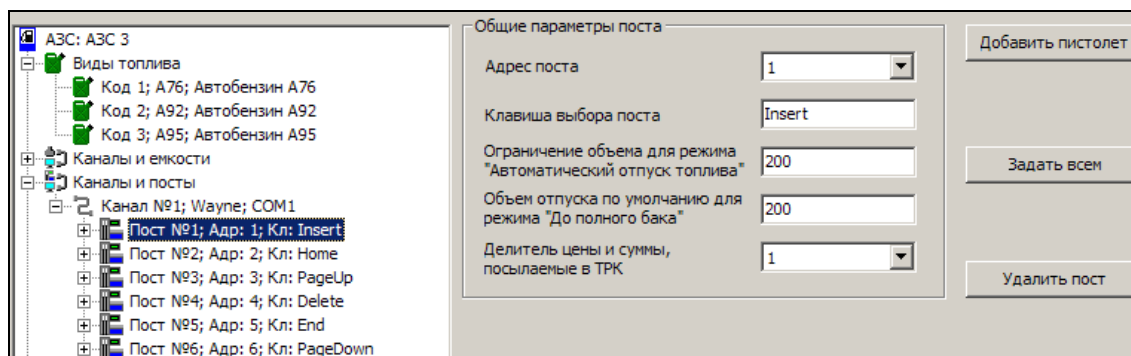 АЗС: АЗС 3
Виды топлива
Код 1; А76; Автобензин А76
Код 2; А92; Автобензин А92
Код 3; А95; Автобензин А95
Каналы и емкости
Каналы и посты
Канал №1; Wayne; COM1
Пост №1; Адр: 1; Кл: Insert
Пост №2; Адр: 2; Кл: Home
Пост №3; Адр: 3; Кл: PageUp
Пост №4; Адр: 4; Кл: Delete
Пост №5; Адр: 5; Кл: End
Пост №6; Адр: 6; Кл: PageDown
Общие параметры поста
Адрес поста
1
Клавиша выбора поста
Insert
Ограничение объема для режима
"Автоматический отпуск топлива"
200
Объем отпуска по умолчанию для
режима "До полного бака"
200
Делитель цены и суммы,
посылаемые в ТРК
1
Добавить пистолет
Задать всем
Удалить пост